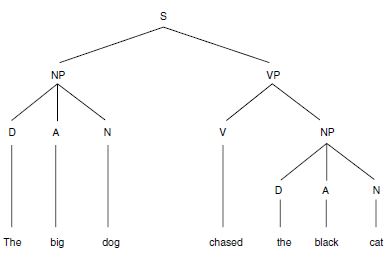 S
NP VP
D A N V NP
D A N
The big dog chased the black cat